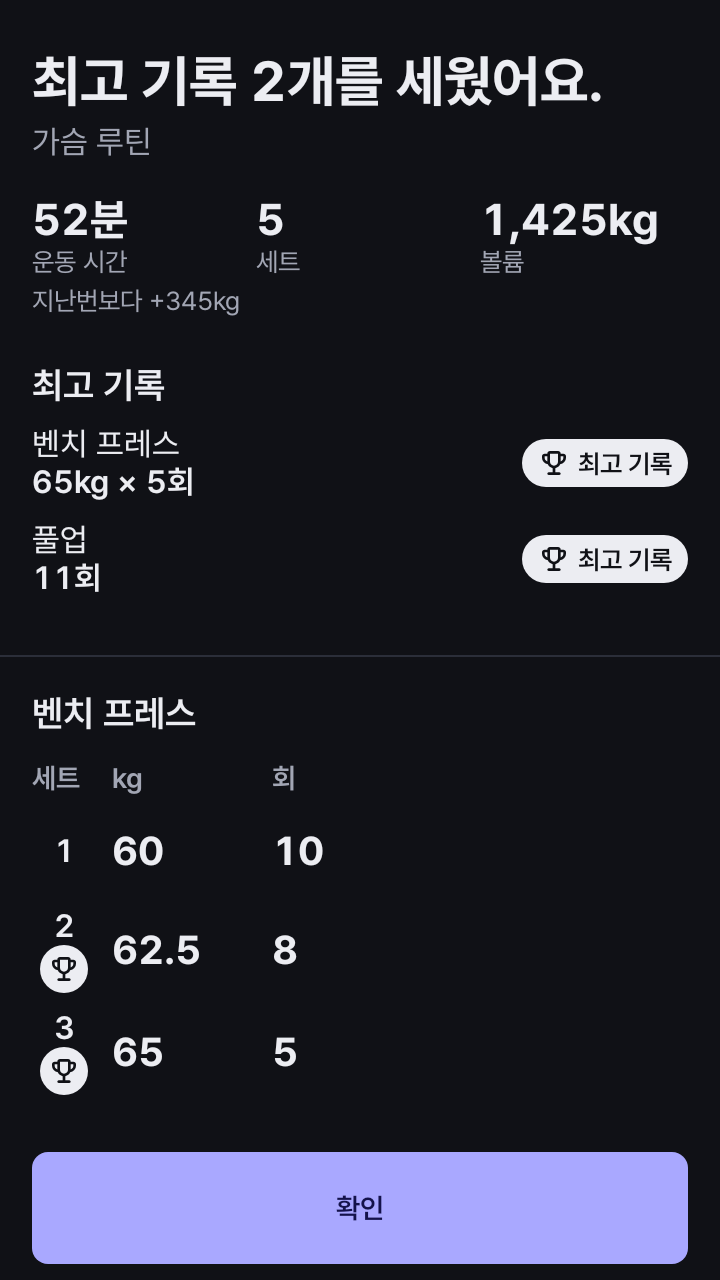 최고 기록 2개를 세웠어요.
가슴 루틴
52분 5 1,425kg
운동 시간 세트 볼륨
지난번보다 +345kg
최고 기록
벤치 프레스
65kg × 5회
최고 기록
풀업
11회
최고 기록
벤치 프레스
세트 kg 회
1 60 10
2 62.5 8
3 65 5
확인